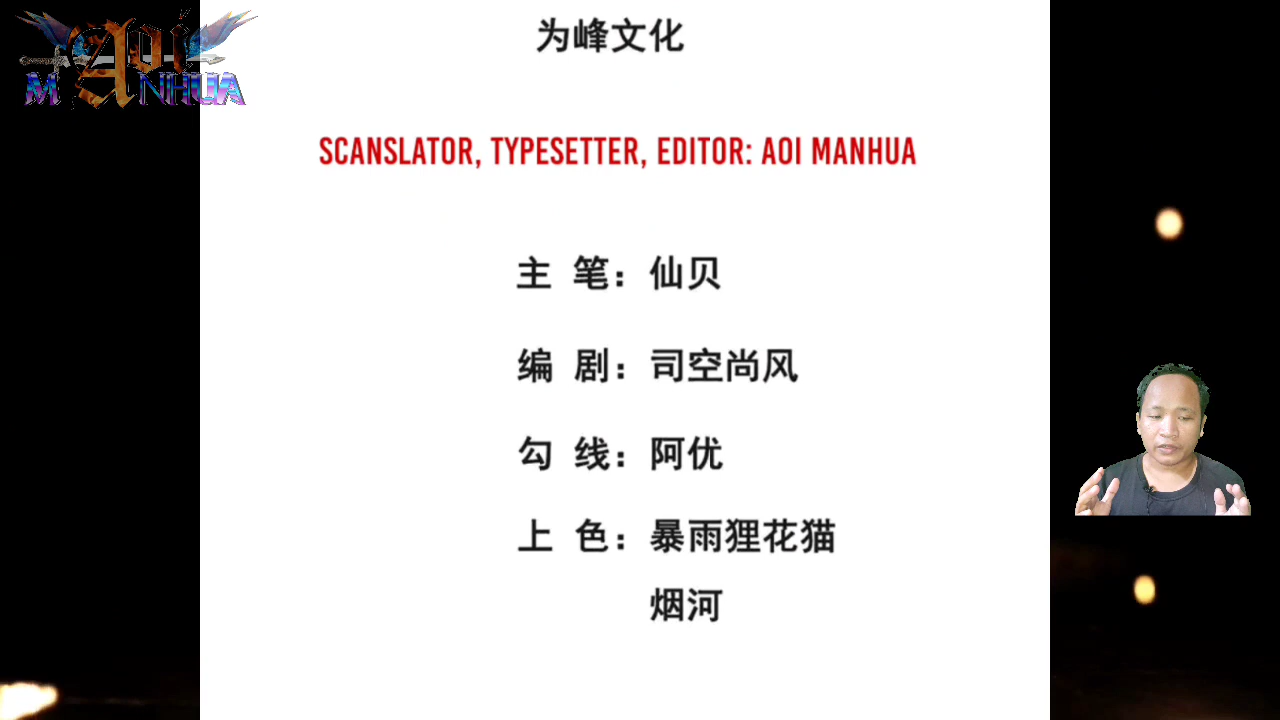 Aoi
MANHUA
为峰文化
SCANSLATOR, TYPESETTER, EDITOR: AOI MANHUA
主 笔：仙贝
编 剧：司空尚风
勾 线：阿优
上 色：暴雨狸花猫
烟河